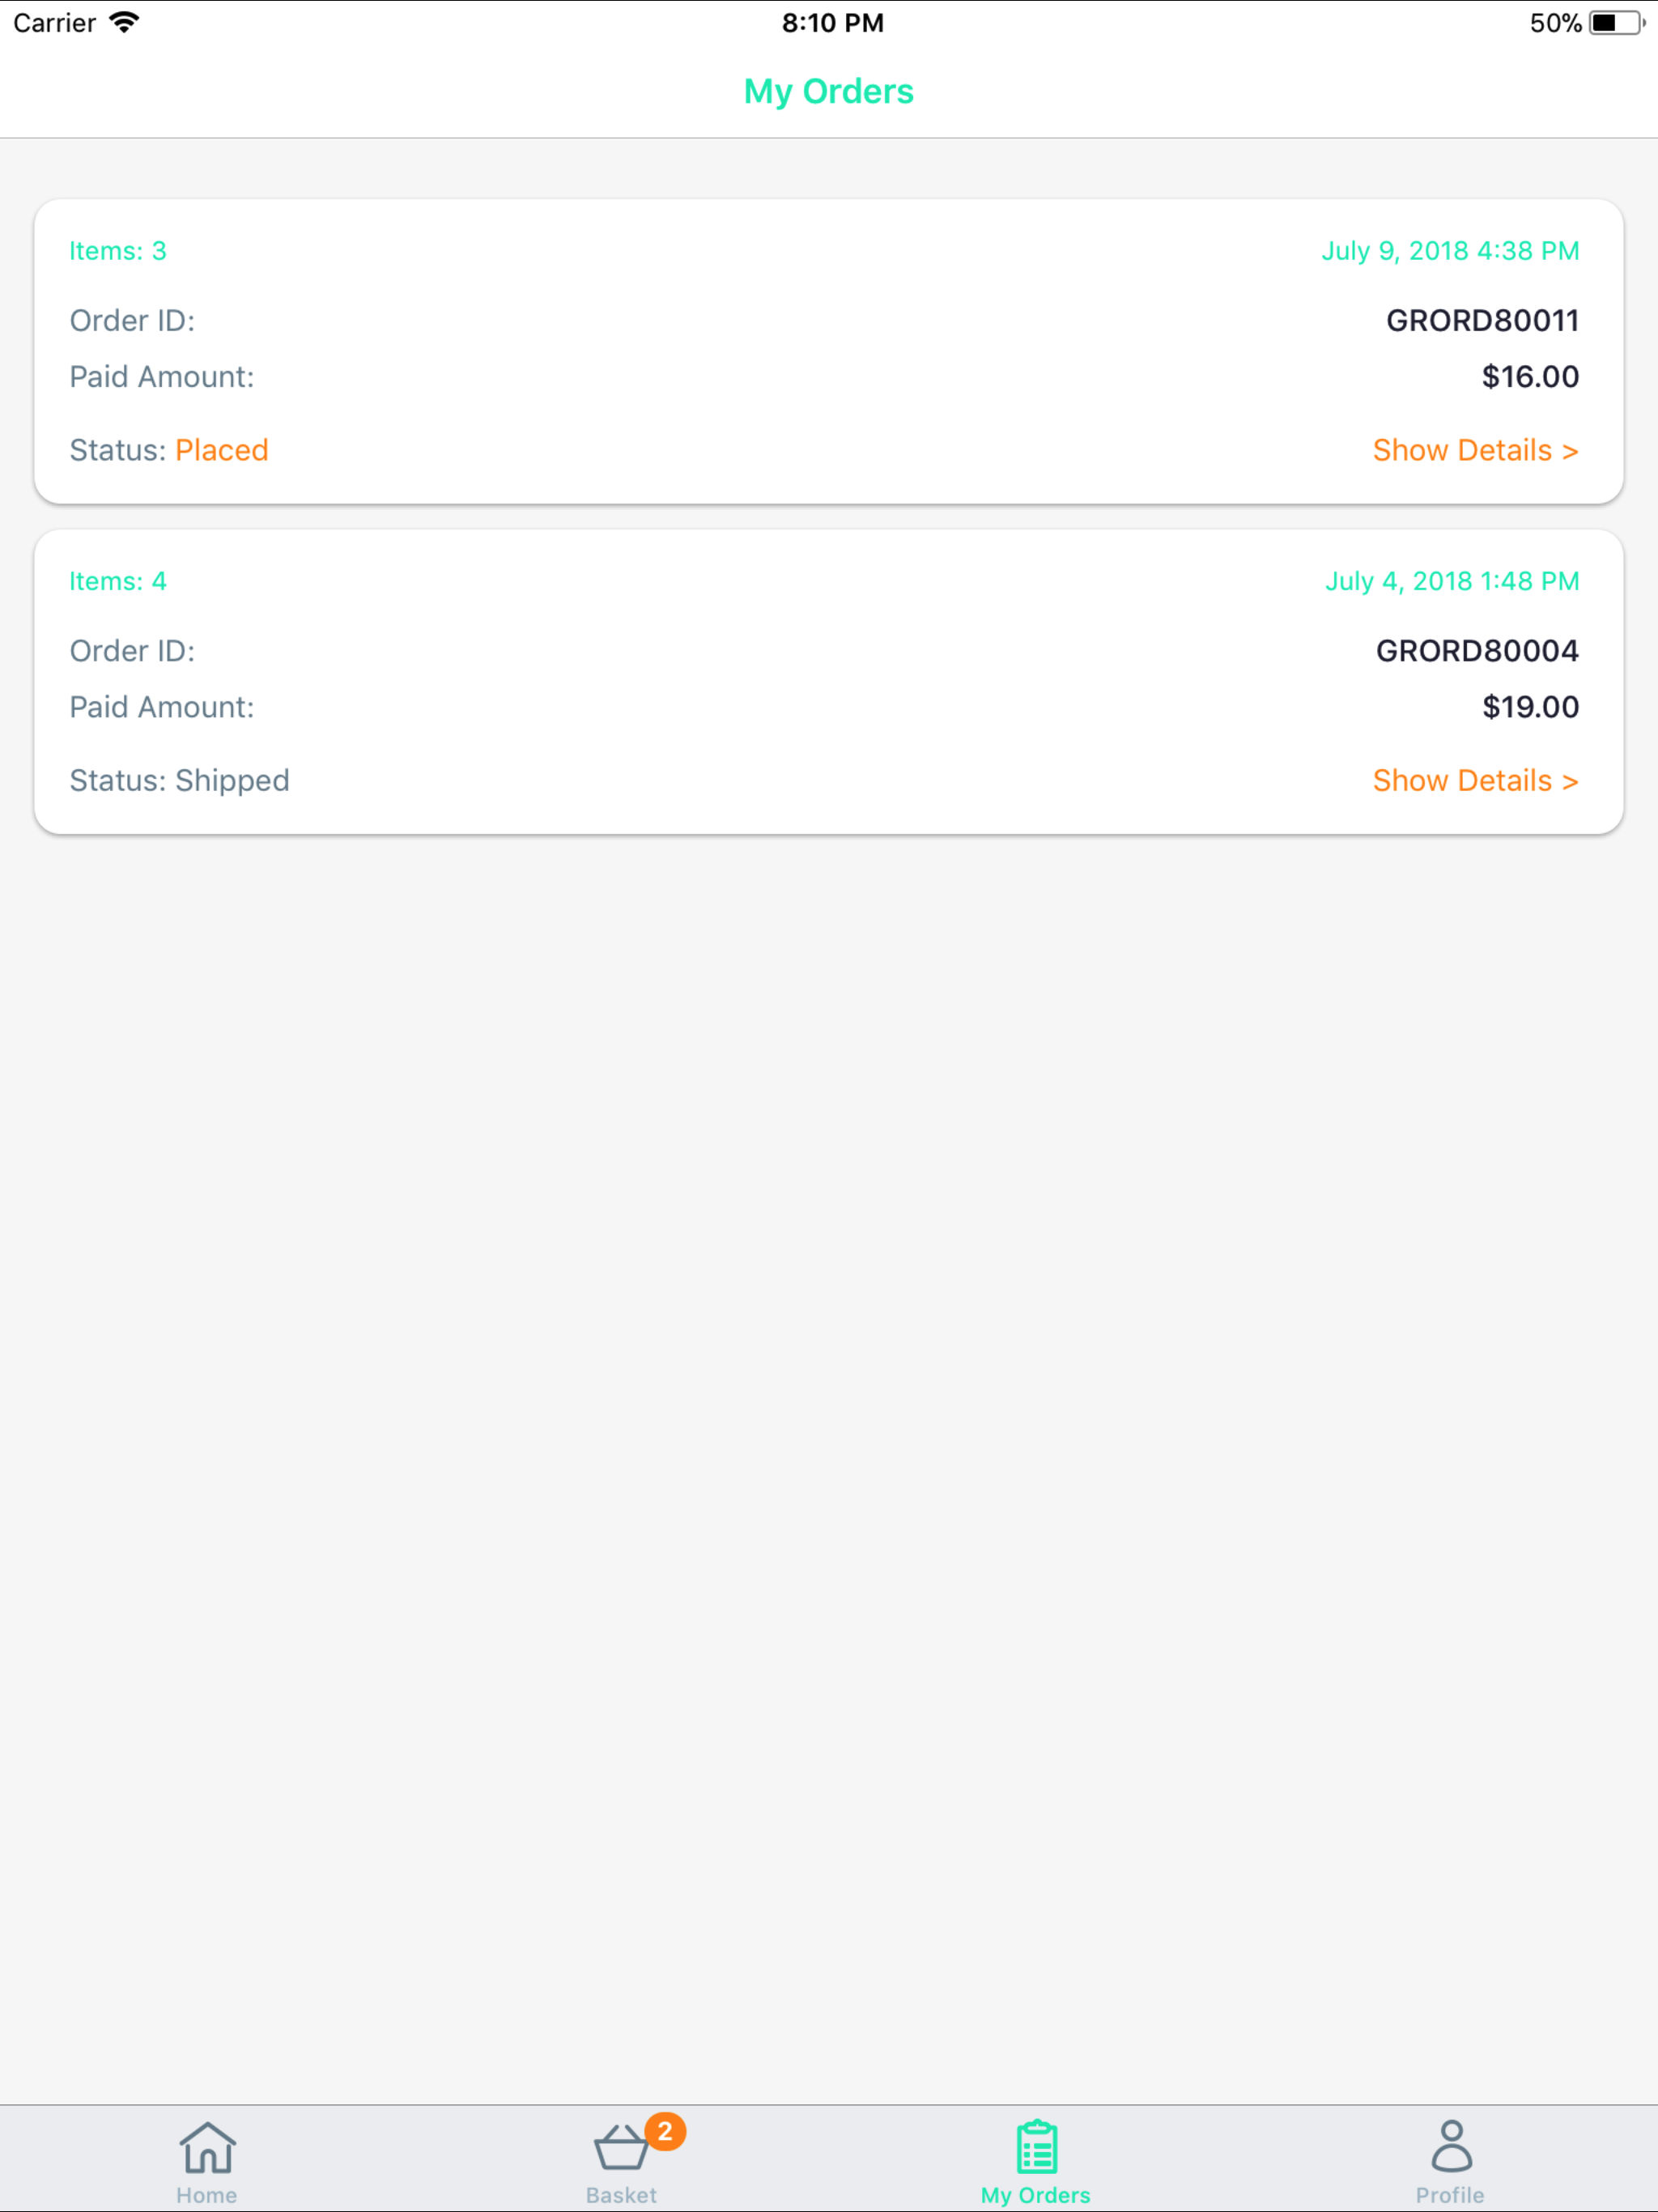 Carrier 8:10 PM 50%
My Orders
Items: 3 July 9, 2018 4:38 PM
Order ID: GRORD80011
Paid Amount: $16.00
Status: Placed Show Details >
Items: 4 July 4, 2018 1:48 PM
Order ID: GRORD80004
Paid Amount: $19.00
Status: Shipped Show Details >
2
Home Basket My Orders Profile